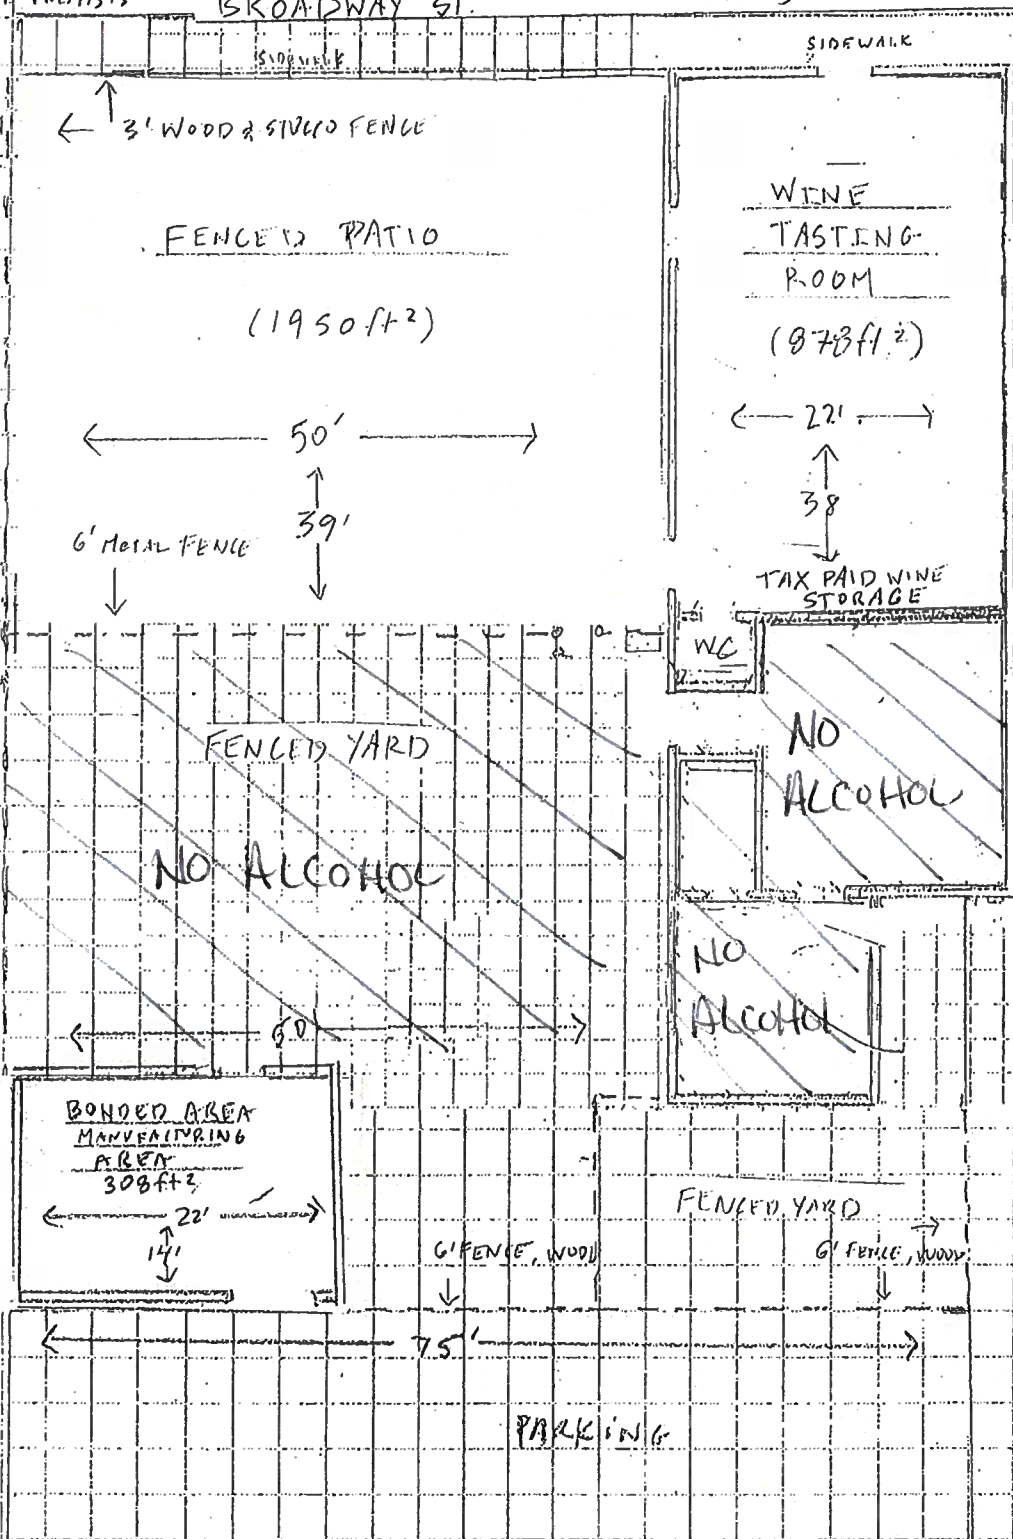 BROADWAY ST.
SIDEWALK
SIDEWALK
3' WOOD & STUCCO FENCE
FENCED PATIO
(1950 ft²)
50'
39'
6' METAL FENCE
WINE
TASTING
ROOM
(878 ft²)
22'
38
TAX PAID WINE
STORAGE
WC
FENCED YARD
NO ALCOHOL
50'
NO
ALCOHOL
NO
ALCOHOL
BONDED AREA
MANUFACTURING
AREA
308 ft²
22'
14'
FENCED YARD
6' FENCE, WOOD
6' FENCE, WOOD
75'
PARKING